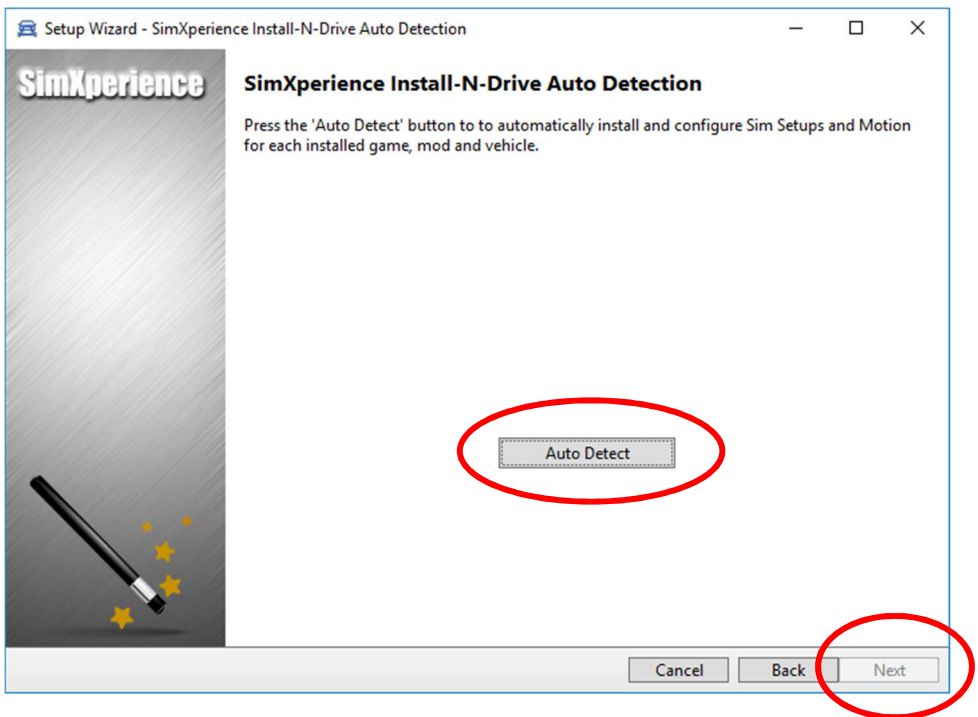 Setup Wizard - SimXperience Install-N-Drive Auto Detection
SimXperience
SimXperience Install-N-Drive Auto Detection
Press the 'Auto Detect' button to to automatically install and configure Sim Setups and Motion
for each installed game, mod and vehicle.
Auto Detect
Cancel
Back
Next